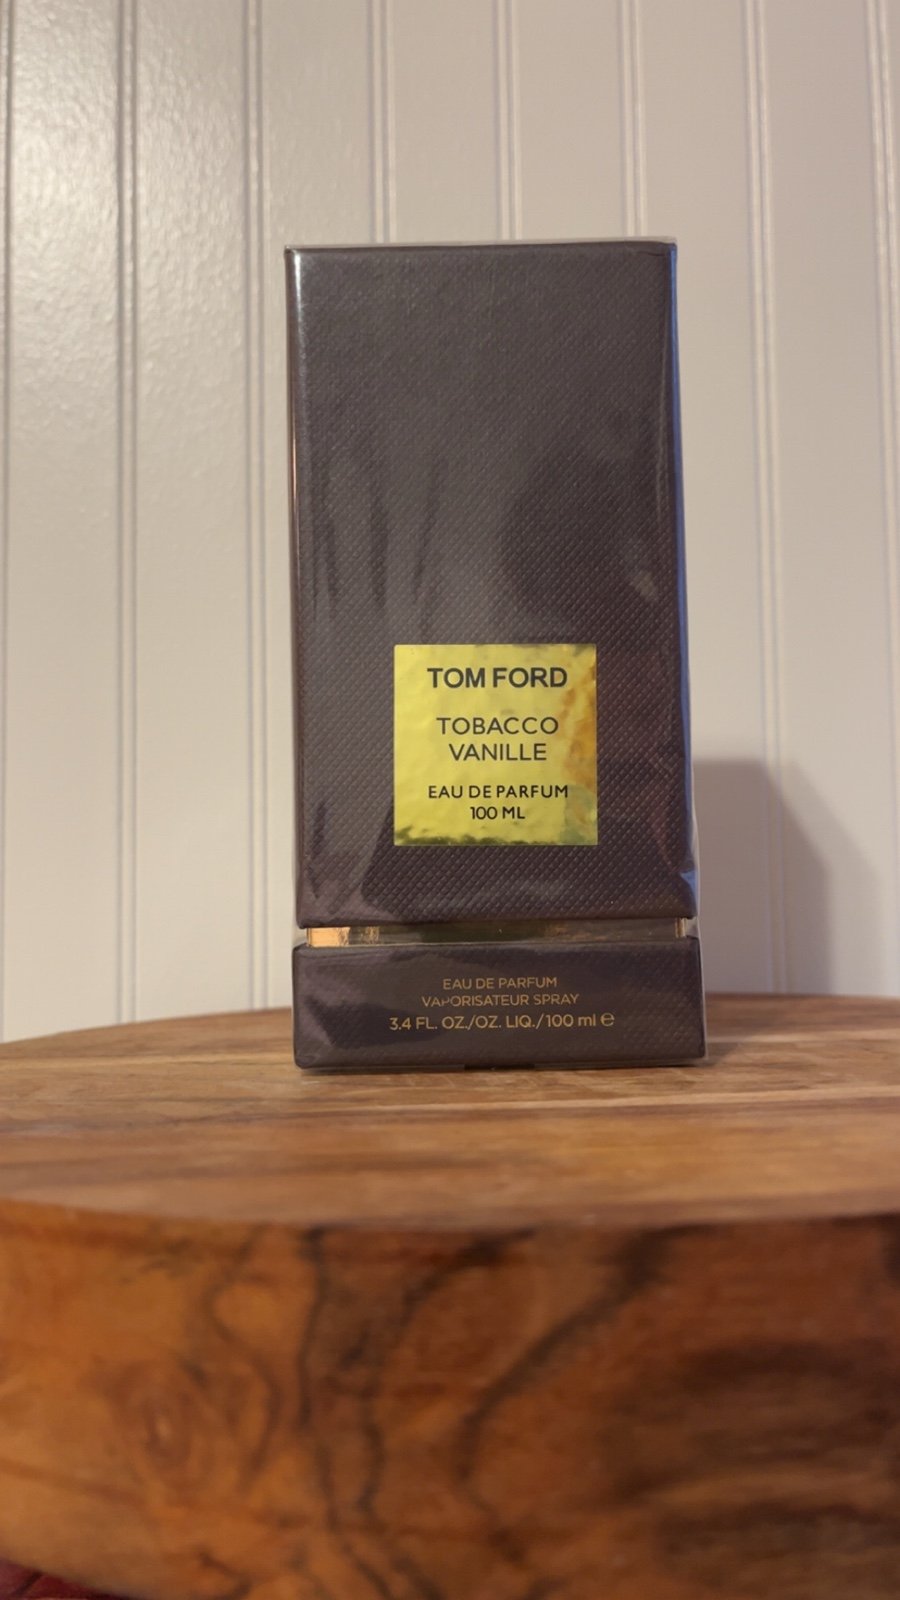 TOM FORD
TOBACCO
VANILLE
EAU DE PARFUM
100 ML
EAU DE PARFUM
VAPORISATEUR SPRAY
3.4 FL. OZ./OZ. LIQ./100 ml ℮